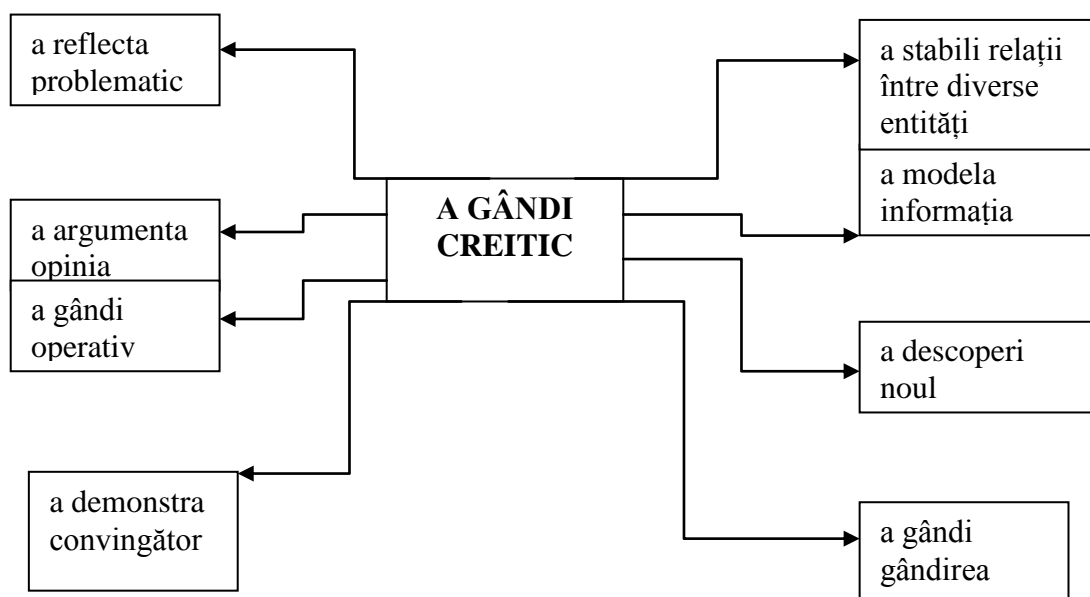 a reflecta
problematic
a stabili relații
între diverse
entități
a modela
informația
A GÂNDI
CREITIC
a argumenta
opinia
a gândi
operativ
a descoperi
noul
a demonstra
convingător
a gândi
gândirea